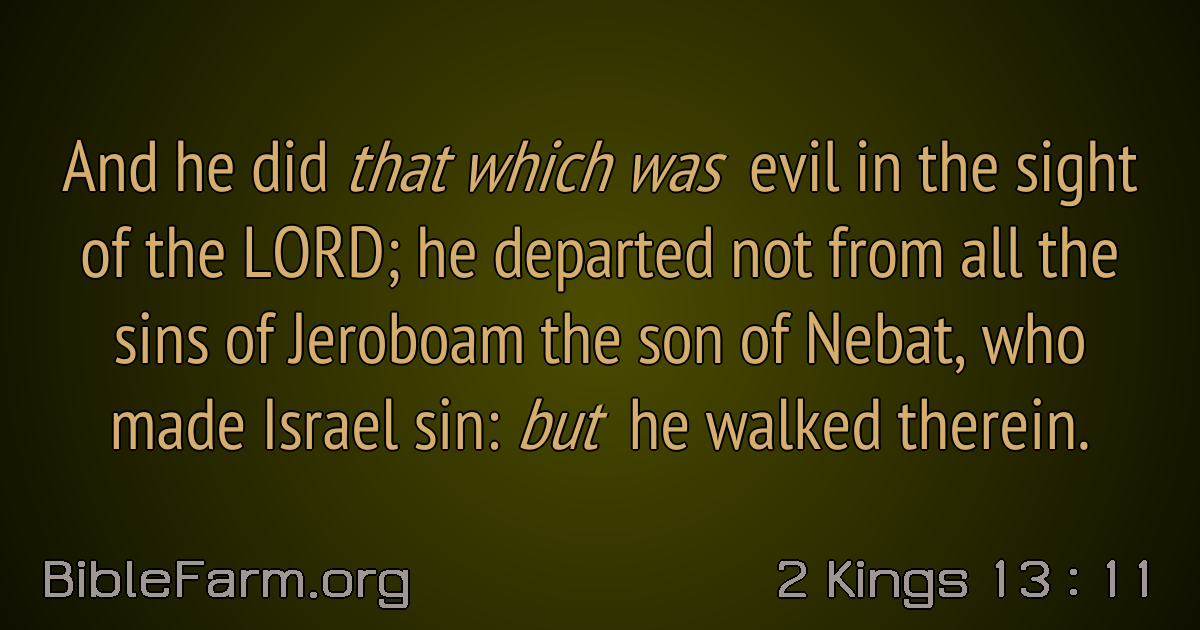 And he did that which was evil in the sight
of the LORD; he departed not from all the
sins of Jeroboam the son of Nebat, who
made Israel sin: but he walked therein.
BibleFarm.org
2 Kings 13 : 11